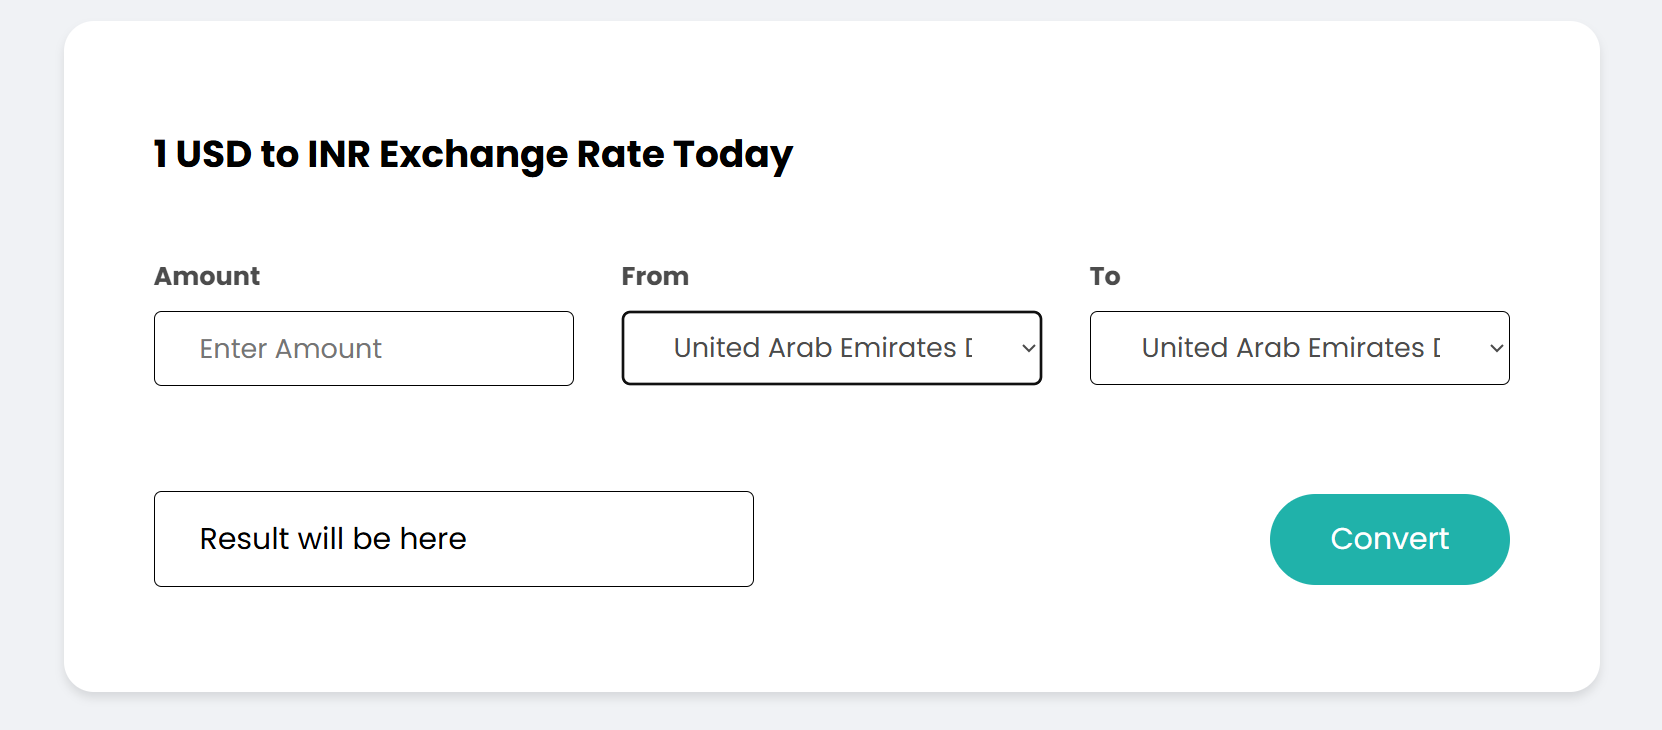 1 USD to INR Exchange Rate Today
Amount From To
Enter Amount United Arab Emirates United Arab Emirates
Result will be here Convert